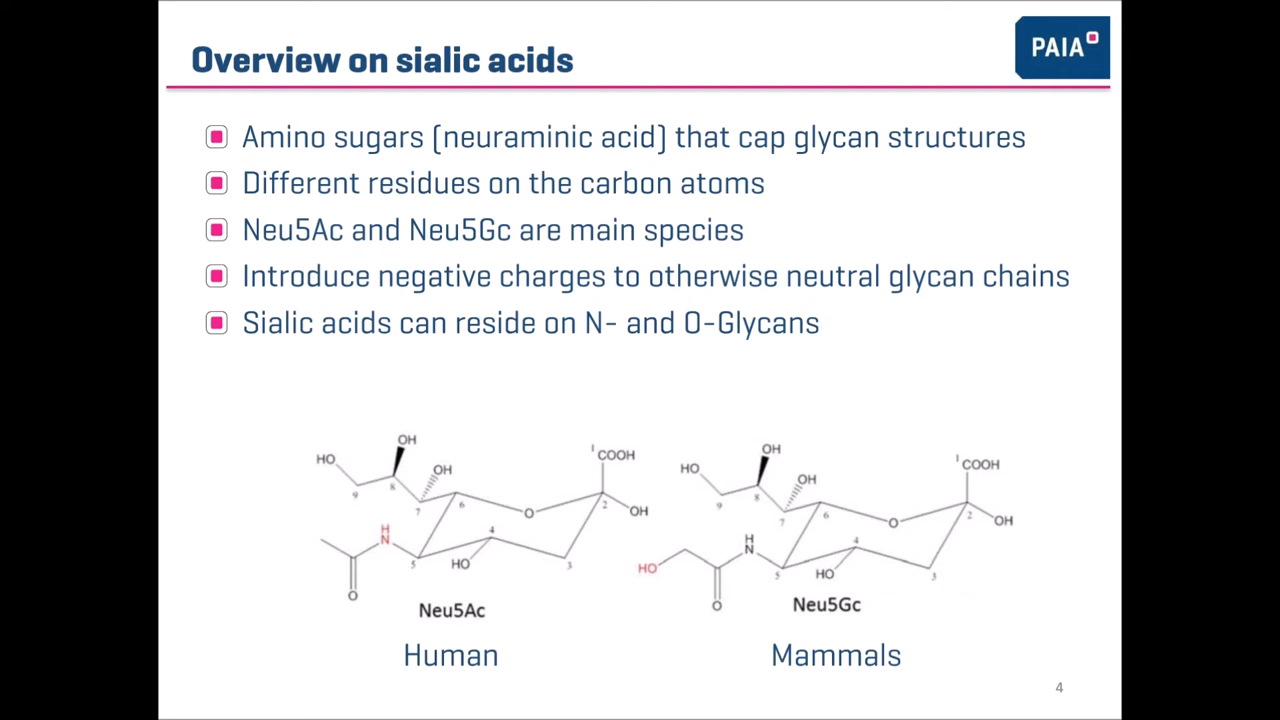 Overview on sialic acids
PAIA
Amino sugars (neuraminic acid) that cap glycan structures
Different residues on the carbon atoms
Neu5Ac and Neu5Gc are main species
Introduce negative charges to otherwise neutral glycan chains
Sialic acids can reside on N- and O-Glycans
OH
HO
1 COOH
OH
9
8
7
6
O
2
OH
H
N
4
5
HO
3
O
Neu5Ac
OH
HO
1 COOH
OH
9
8
7
6
O
2
OH
H
N
4
HO
5
HO
3
O
Neu5Gc
Human
Mammals
4